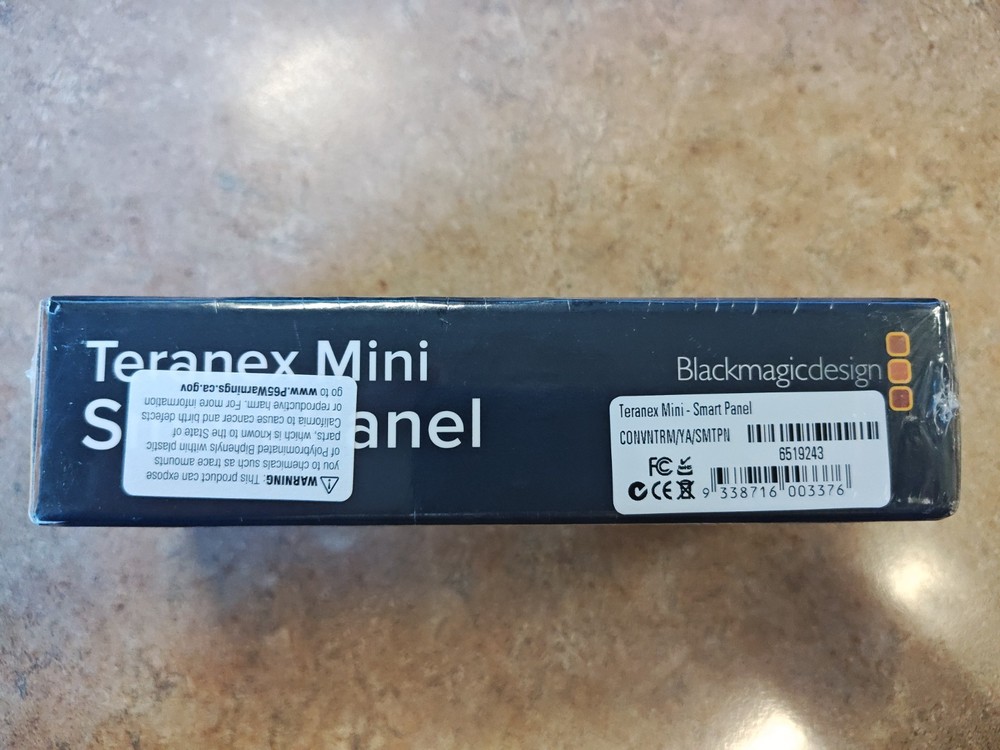 Teranex Mini
S anel
WARNING: This product can expose
you to chemicals such as trace amounts
of Polybrominated Biphenyls within plastic
parts, which is known to the State of
California to cause cancer and birth defects
or reproductive harm. For more information
go to www.P65Warnings.ca.gov
Blackmagicdesign
Teranex Mini - Smart Panel
CONVNTRM/YA/SMTPN
6519243
FC CE
9 338716 003376